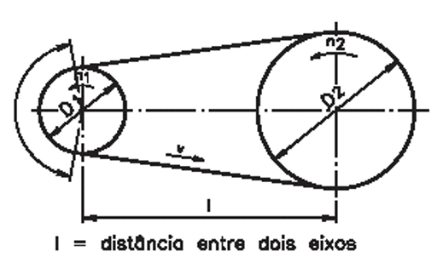 n1
n2
D1
D2
v
l
l = distância entre dois eixos